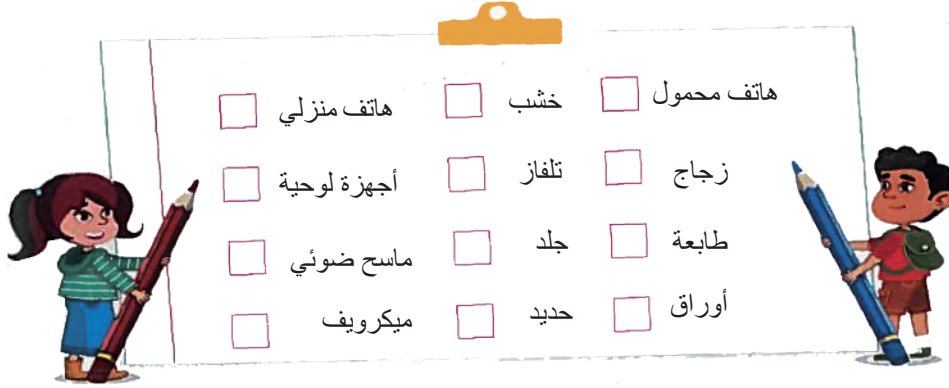 هاتف محمول خشب هاتف منزلي
زجاج تلفاز أجهزة لوحية
طابعة جلد ماسح ضوئي
أوراق حديد ميكرويف